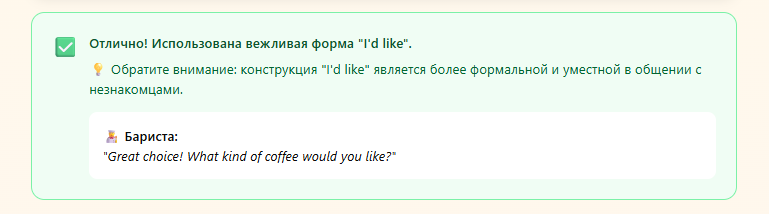 Отлично! Использована вежливая форма "I'd like".
Обратите внимание: конструкция "I'd like" является более формальной и уместной в общении с
незнакомцами.
Бариста:
"Great choice! What kind of coffee would you like?"